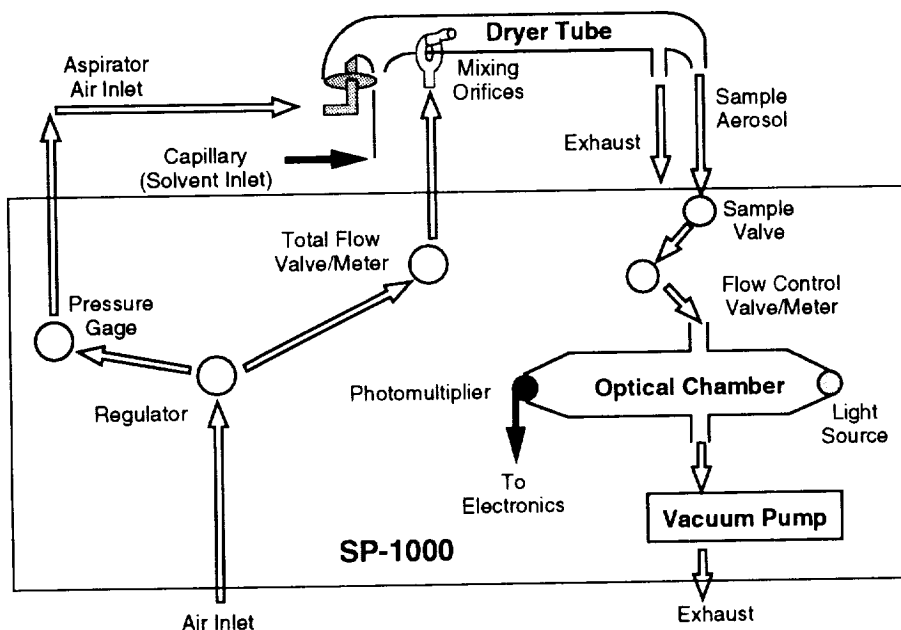 Dryer Tube
Aspirator
Air Inlet
Mixing
Orifices
Sample
Aerosol
Exhaust
Capillary
(Solvent Inlet)
Sample
Valve
Total Flow
Valve/Meter
Flow Control
Valve/Meter
Pressure
Gage
Photomultiplier
Optical Chamber
Regulator
Light
Source
To
Electronics
Vacuum Pump
SP-1000
Air Inlet
Exhaust